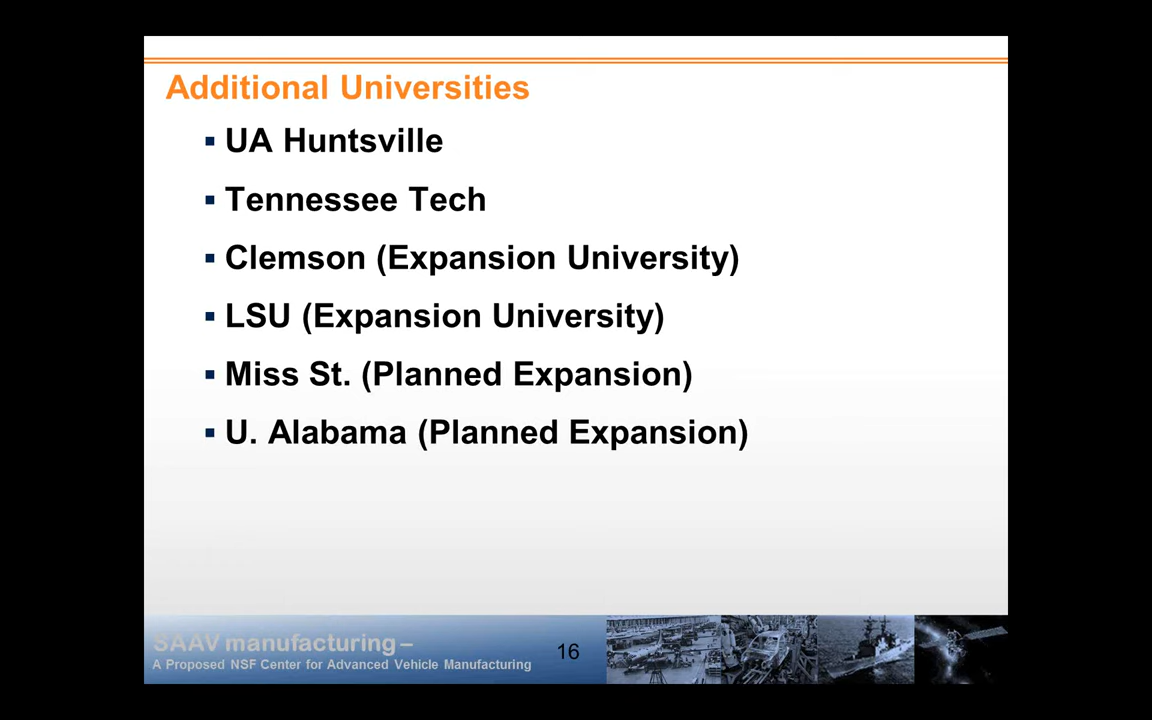 Additional Universities
▪ UA Huntsville
▪ Tennessee Tech
▪ Clemson (Expansion University)
▪ LSU (Expansion University)
▪ Miss St. (Planned Expansion)
▪ U. Alabama (Planned Expansion)
SAAV manufacturing –
A Proposed NSF Center for Advanced Vehicle Manufacturing
16